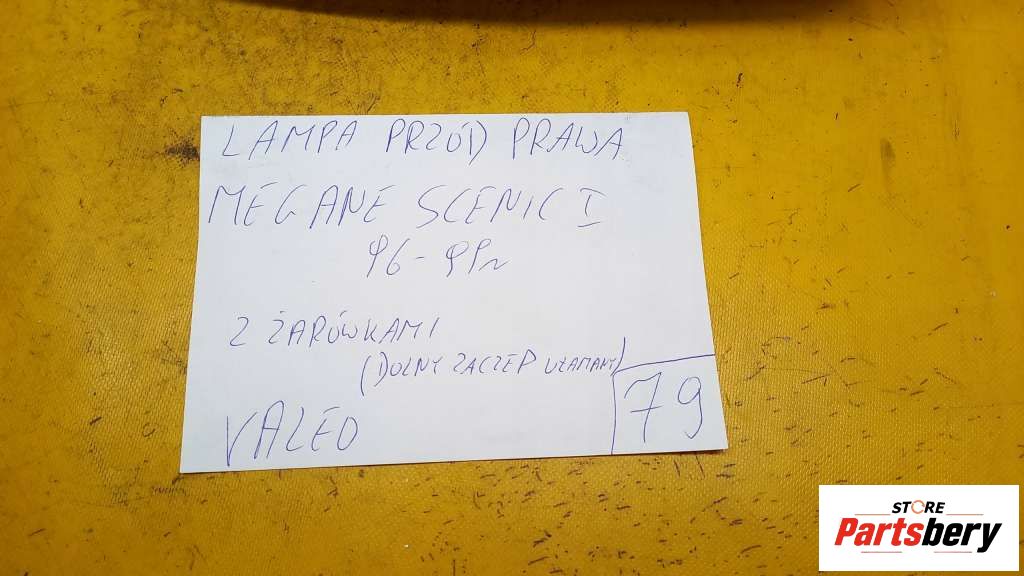 LAMPA PRZÓD PRAWA
MEGANE SCENIC I
96-99r
Z ŻARÓWKAMI
(DOLNY ZACZEP UŁAMANY)
VALEO
79
STORE
Partsbery